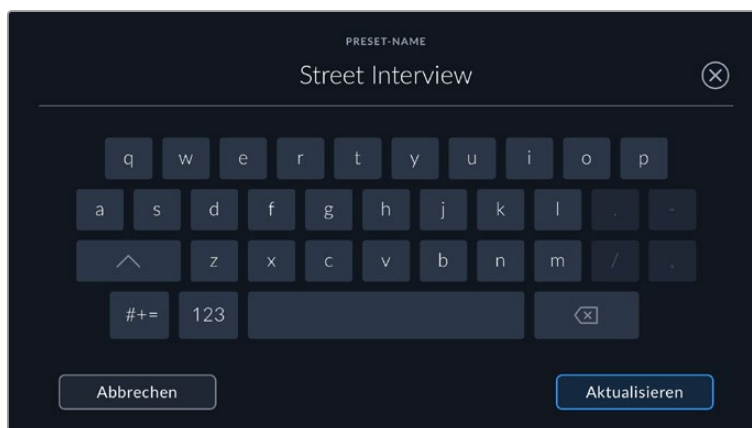 PRESET-NAME
Street Interview
q w e r t y u i o p
a s d f g h j k l . -
z x c v b n m / ,
#+= 123
Abbrechen Aktualisieren